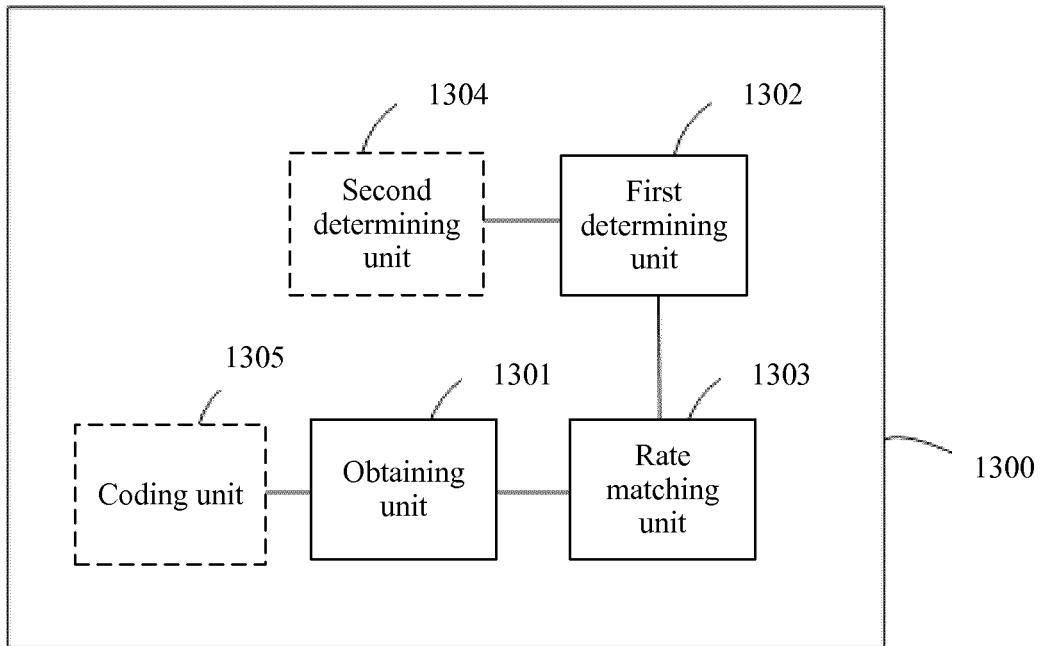 1304
1302
Second
determining
unit
First
determining
unit
1305
1301
1303
Coding unit
Obtaining
unit
Rate
matching
unit
1300